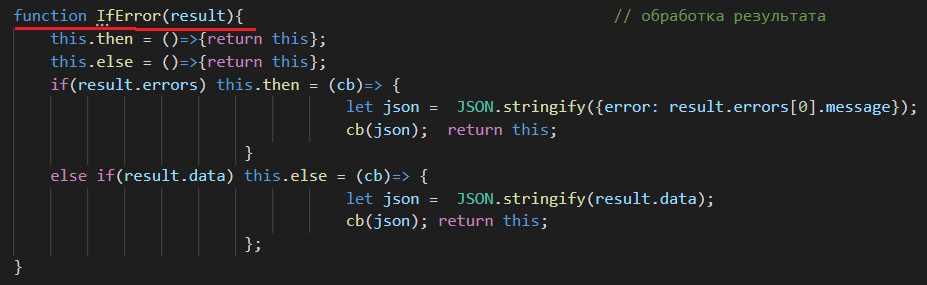 function IfError(result){ // обработка результата
this.then = ()=>{return this};
this.else = ()=>{return this};
if(result.errors) this.then = (cb)=> {
let json =  JSON.stringify({error: result.errors[0].message});
cb(json);  return this;
}
else if(result.data) this.else = (cb)=> {
let json =  JSON.stringify(result.data);
cb(json); return this;
};
}